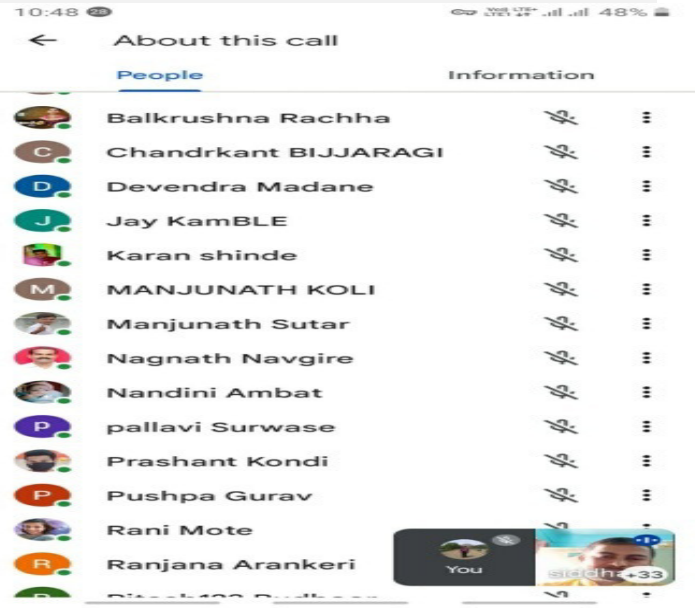 10:48 28 48%
About this call
People Information
Balkrushna Rachha
C Chandrkant BIJJARAGI
D Devendra Madane
J Jay KamBLE
Karan shinde
M MANJUNATH KOLI
Manjunath Sutar
Nagnath Navgire
Nandini Ambat
p pallavi Surwase
Prashant Kondi
P Pushpa Gurav
Rani Mote
R Ranjana Arankeri
You siddh +33